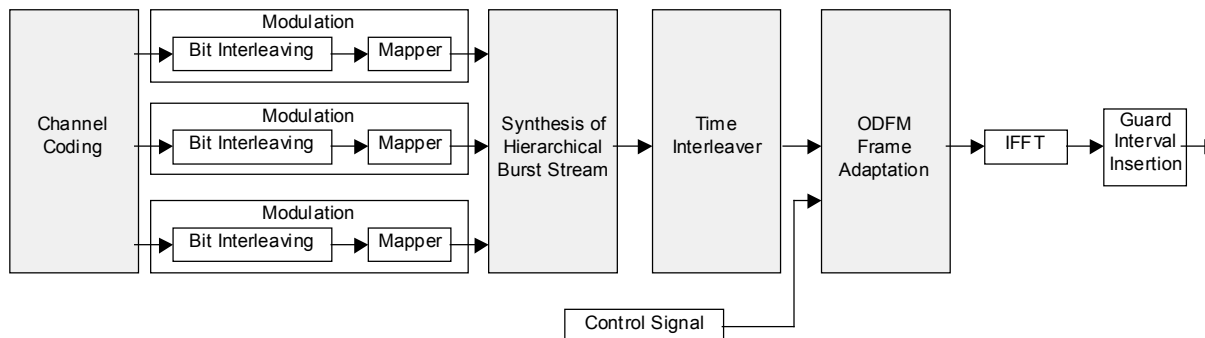 Channel
Coding
Modulation
Bit Interleaving
Mapper
Modulation
Bit Interleaving
Mapper
Modulation
Bit Interleaving
Mapper
Synthesis of
Hierarchical
Burst Stream
Time
Interleaver
ODFM
Frame
Adaptation
IFFT
Guard
Interval
Insertion
Control Signal